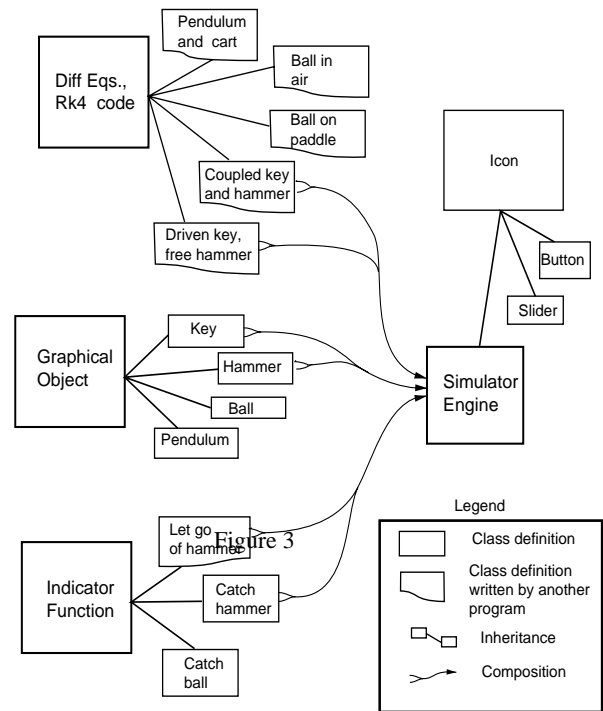 Pendulum
and cart
Diff Eqs.,
Rk4 code
Ball in
air
Ball on
paddle
Coupled key
and hammer
Driven key,
free hammer
Icon
Button
Slider
Graphical
Object
Key
Hammer
Ball
Pendulum
Simulator
Engine
Indicator
Function
Let go
of hammer
Figure 3
Catch
hammer
Catch
ball
Legend
Class definition
Class definition
written by another
program
Inheritance
Composition